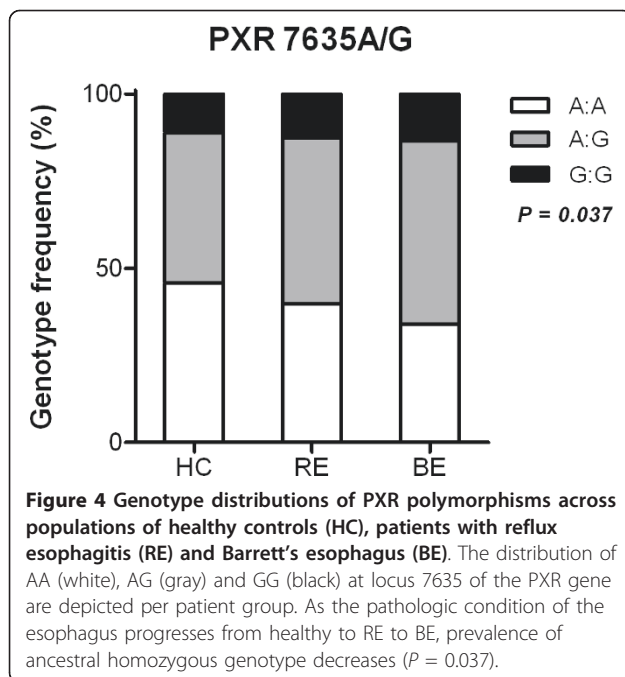 PXR 7635A/G
Genotype frequency (%)
100
50
0
HC RE BE
A:A
A:G
G:G
P = 0.037
Figure 4 Genotype distributions of PXR polymorphisms across
populations of healthy controls (HC), patients with reflux
esophagitis (RE) and Barrett's esophagus (BE). The distribution of
AA (white), AG (gray) and GG (black) at locus 7635 of the PXR gene
are depicted per patient group. As the pathologic condition of the
esophagus progresses from healthy to RE to BE, prevalence of
ancestral homozygous genotype decreases (P = 0.037).